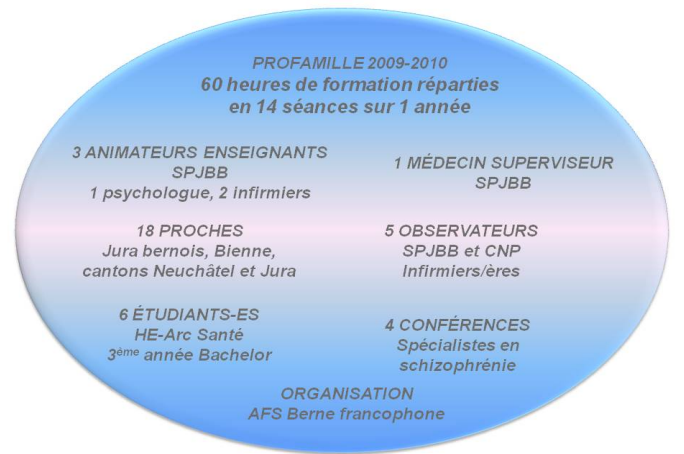 PROFAMILLE 2009-2010
60 heures de formation réparties
en 14 séances sur 1 année
3 ANIMATEURS ENSEIGNANTS
SPJBB
1 psychologue, 2 infirmiers
1 MÉDECIN SUPERVISEUR
SPJBB
18 PROCHES
Jura bernois, Bienne,
cantons Neuchâtel et Jura
5 OBSERVATEURS
SPJBB et CNP
Infirmiers/ères
6 ÉTUDIANTS-ES
HE-Arc Santé
3ème année Bachelor
4 CONFÉRENCES
Spécialistes en
schizophrénie
ORGANISATION
AFS Berne francophone